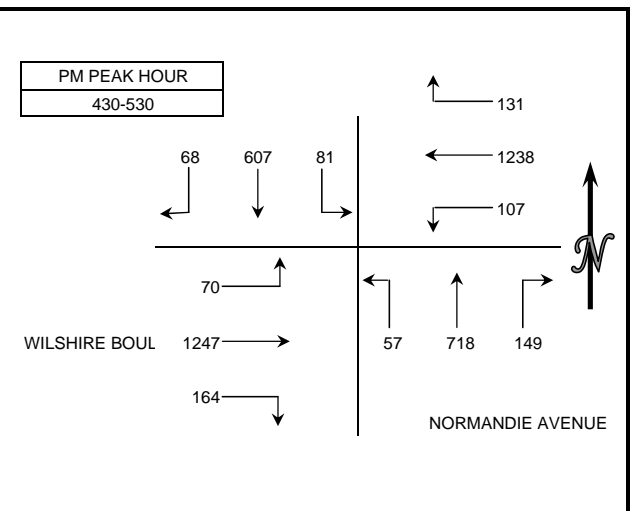 PM PEAK HOUR
430-530
131
68 607 81
1238
107
70
N
WILSHIRE BOUL 1247
57 718 149
164
NORMANDIE AVENUE